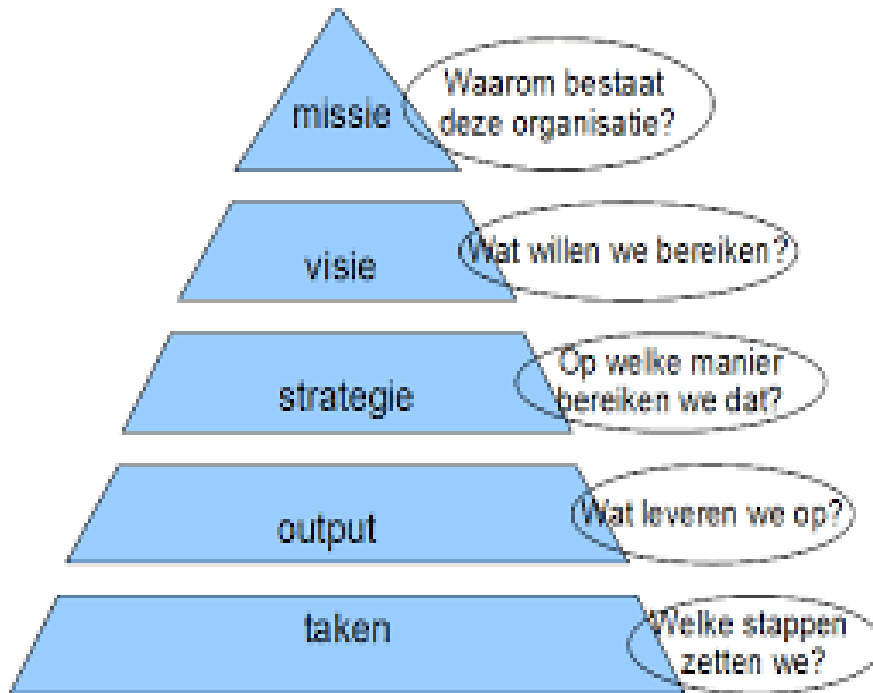 missie
Waarom bestaat
deze organisatie?
visie
Wat willen we bereiken?
strategie
Op welke manier
bereiken we dat?
output
Wat leveren we op?
taken
Welke stappen
zetten we?